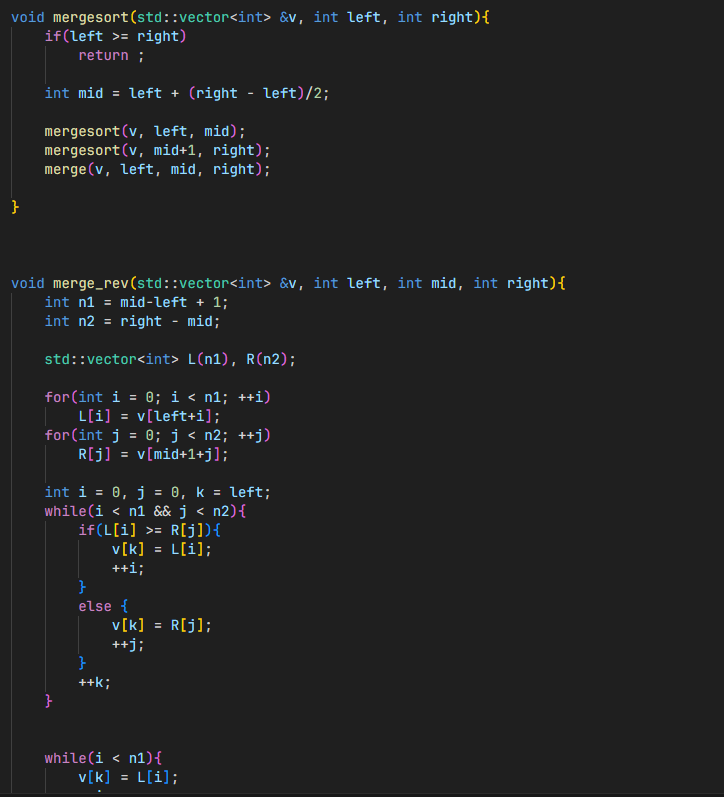 void mergesort(std::vector<int> &v, int left, int right){
    if(left >= right)
        return ;
    int mid = left + (right - left)/2;
    mergesort(v, left, mid);
    mergesort(v, mid+1, right);
    merge(v, left, mid, right);
}
void merge_rev(std::vector<int> &v, int left, int mid, int right){
    int n1 = mid-left + 1;
    int n2 = right - mid;
    std::vector<int> L(n1), R(n2);
    for(int i = 0; i < n1; ++i)
        L[i] = v[left+i];
    for(int j = 0; j < n2; ++j)
        R[j] = v[mid+1+j];
    int i = 0, j = 0, k = left;
    while(i < n1 && j < n2){
        if(L[i] >= R[j]){
            v[k] = L[i];
            ++i;
        }
        else {
            v[k] = R[j];
            ++j;
        }
        ++k;
    }
    while(i < n1){
        v[k] = L[i];